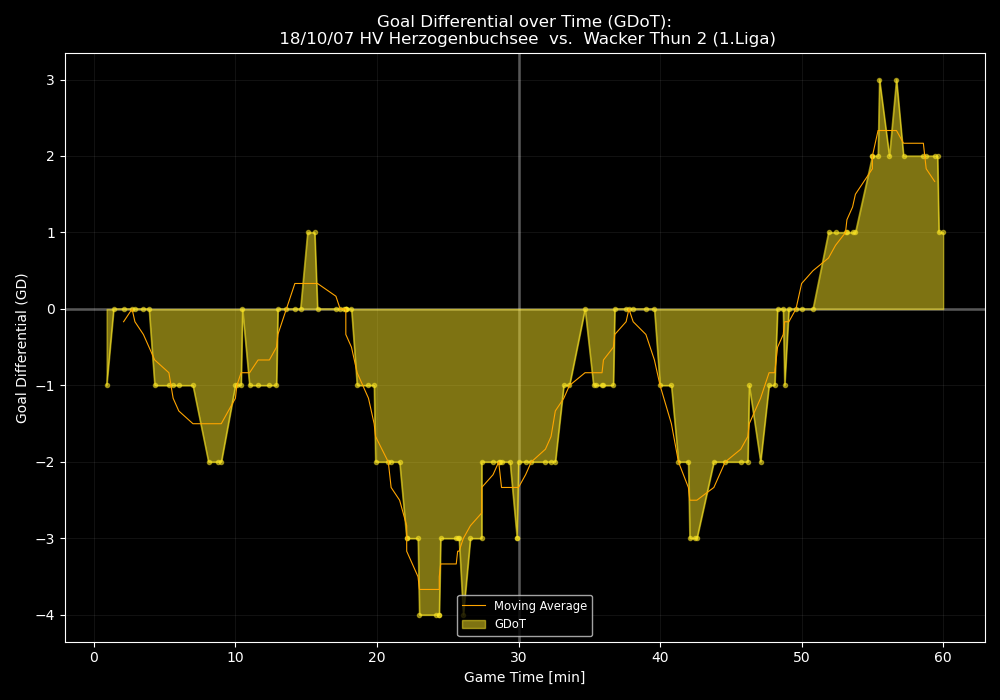 Goal Differential over Time (GDoT):
18/10/07 HV Herzogenbuchsee  vs.  Wacker Thun 2 (1.Liga)
Goal Differential (GD)
3
2
1
0
−1
−2
−3
−4
Moving Average
GDoT
0 10 20 30 40 50 60
Game Time [min]